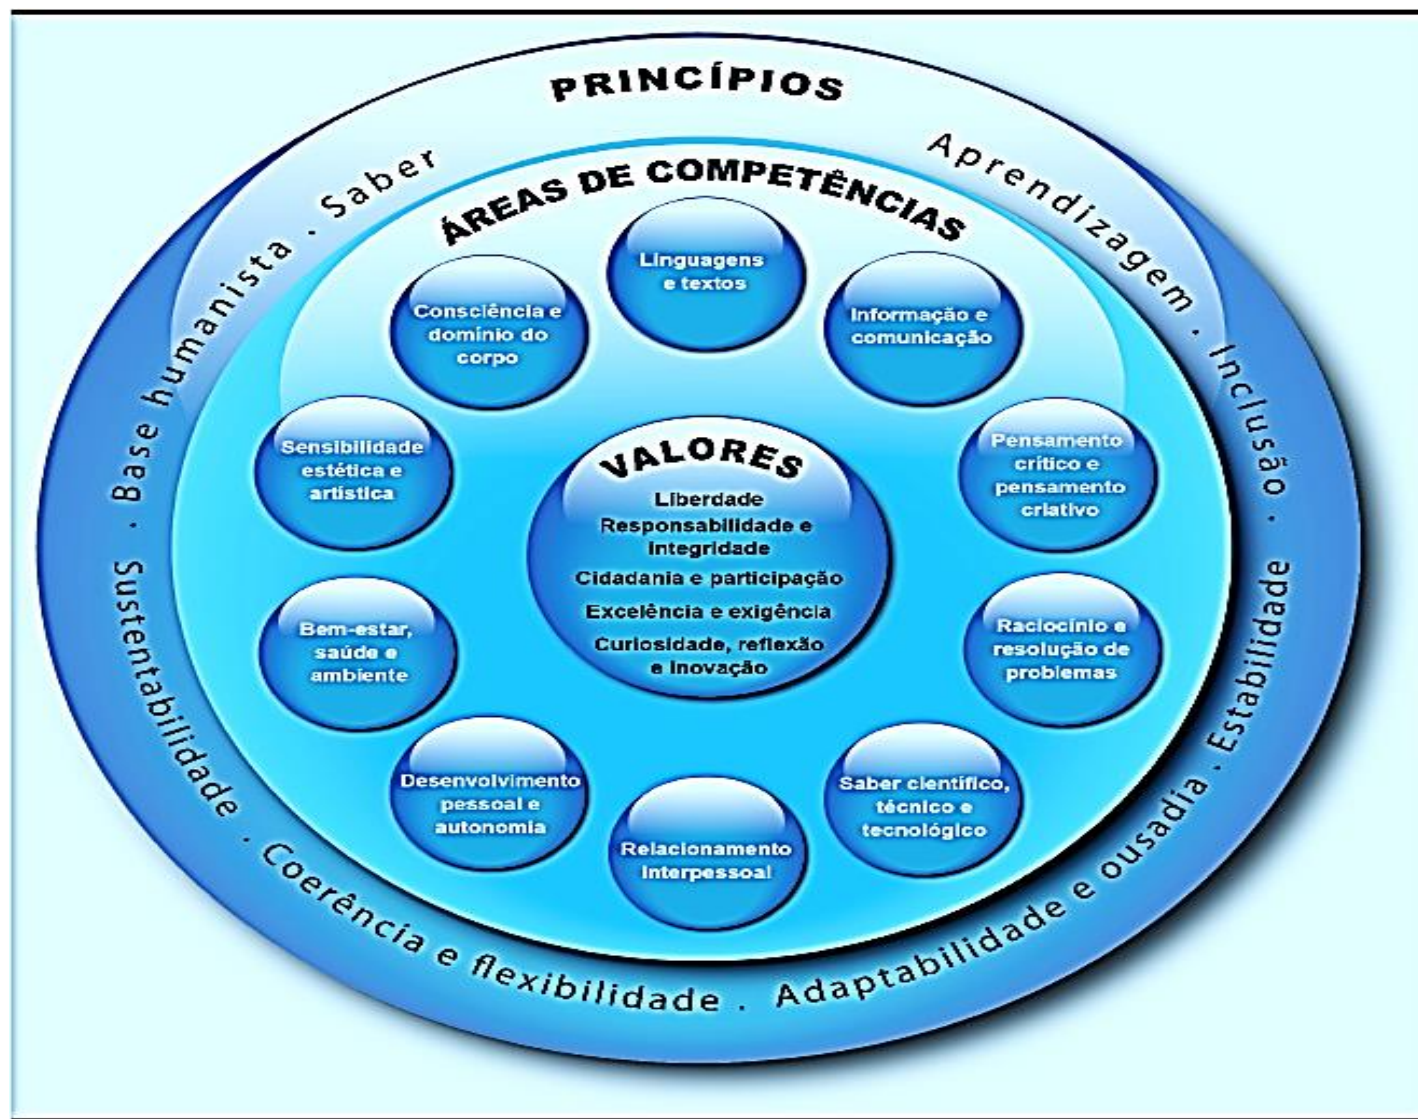 PRINCÍPIOS
Aprendizagem . Inclusão .
Estabilidade
Adaptabilidade e ousadia .
Coerência e flexibilidade .
Sustentabilidade .
. Base humanista . Saber
ÁREAS DE COMPETÊNCIAS
Linguagens
e textos
Informação e
comunicação
Pensamento
crítico e
pensamento
criativo
Raciocínio e
resolução de
problemas
Saber científico,
técnico e
tecnológico
Relacionamento
interpessoal
Desenvolvimento
pessoal e
autonomia
Bem-estar,
saúde e
ambiente
Sensibilidade
estética e
artística
Consciência e
domínio do
corpo
VALORES
Liberdade
Responsabilidade e
integridade
Cidadania e participação
Excelência e exigência
Curiosidade, reflexão
e inovação